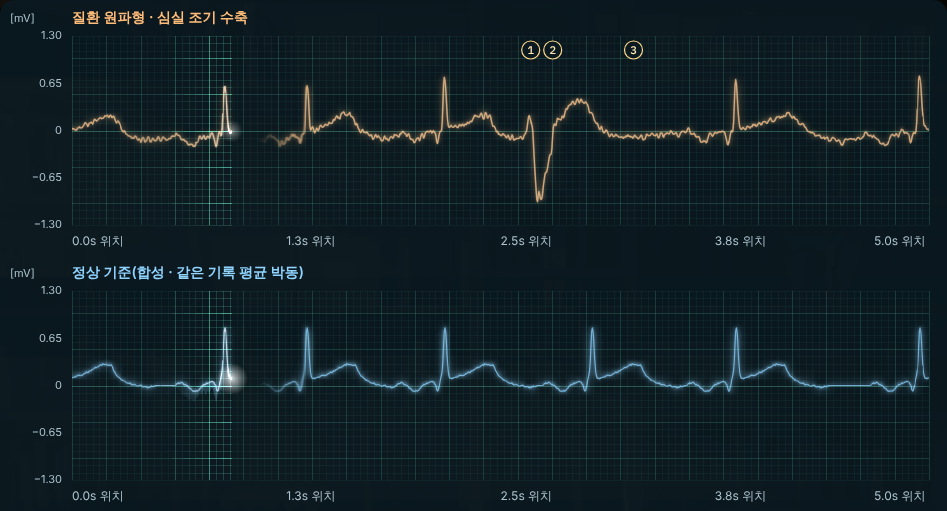 [mV]
질환 원파형 · 심실 조기 수축
1.30
① ② ③
0.65
0
−0.65
−1.30
0.0s 위치 1.3s 위치 2.5s 위치 3.8s 위치 5.0s 위치
[mV]
정상 기준(합성 · 같은 기록 평균 박동)
1.30
0.65
0
−0.65
−1.30
0.0s 위치 1.3s 위치 2.5s 위치 3.8s 위치 5.0s 위치